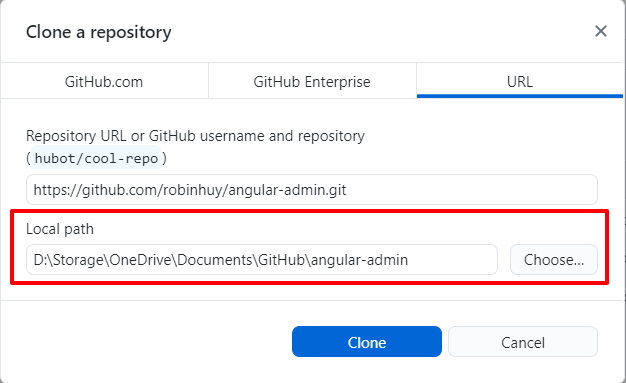 Clone a repository
GitHub.com
GitHub Enterprise
URL
Repository URL or GitHub username and repository
(hubot/cool-repo)
https://github.com/robinhuy/angular-admin.git
Local path
D:\Storage\OneDrive\Documents\GitHub\angular-admin
Choose...
Clone
Cancel